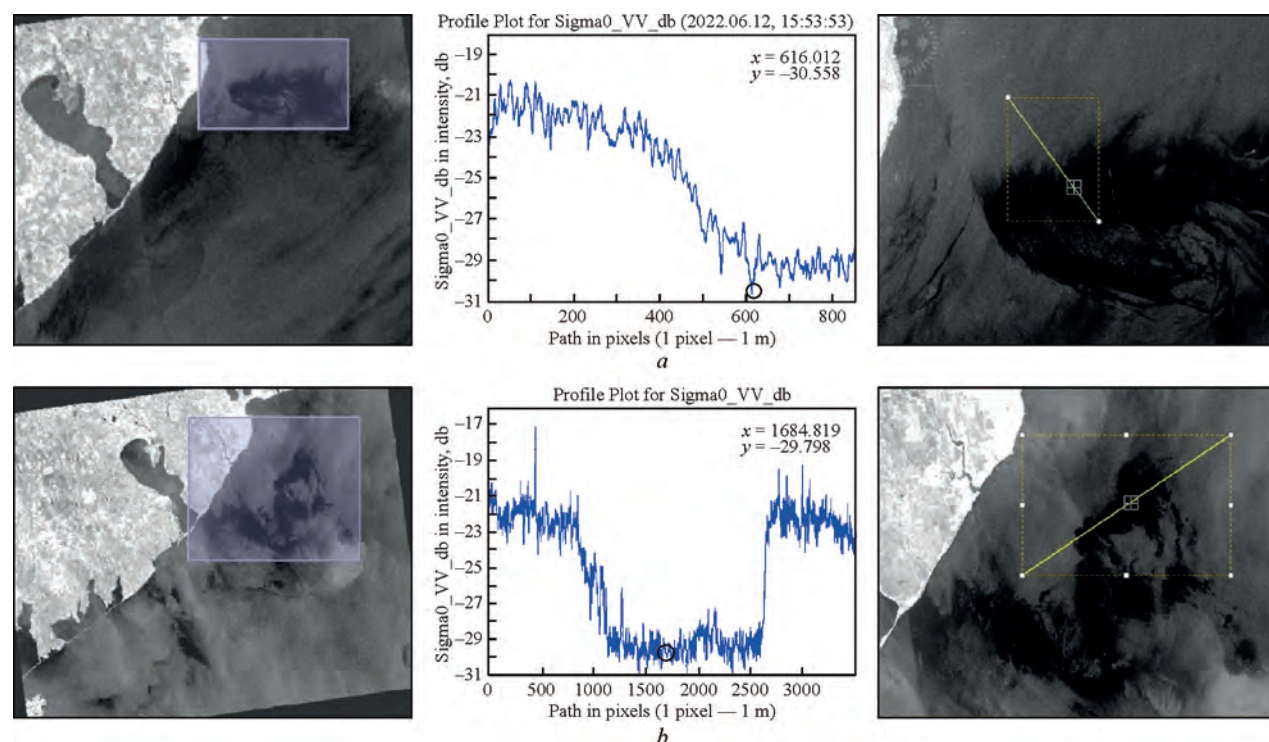 Profile Plot for Sigma0_VV_db (2022.06.12, 15:53:53)
Sigma0_VV_db in intensity, db
–19
–21
–23
–25
–27
–29
–31
x = 616.012
y = –30.558
0 200 400 600 800
Path in pixels (1 pixel — 1 m)
a
Profile Plot for Sigma0_VV_db
Sigma0_VV_db in intensity, db
–17
–19
–21
–23
–25
–27
–29
–31
x = 1684.819
y = –29.798
0 500 1000 1500 2000 2500 3000
Path in pixels (1 pixel — 1 m)
b